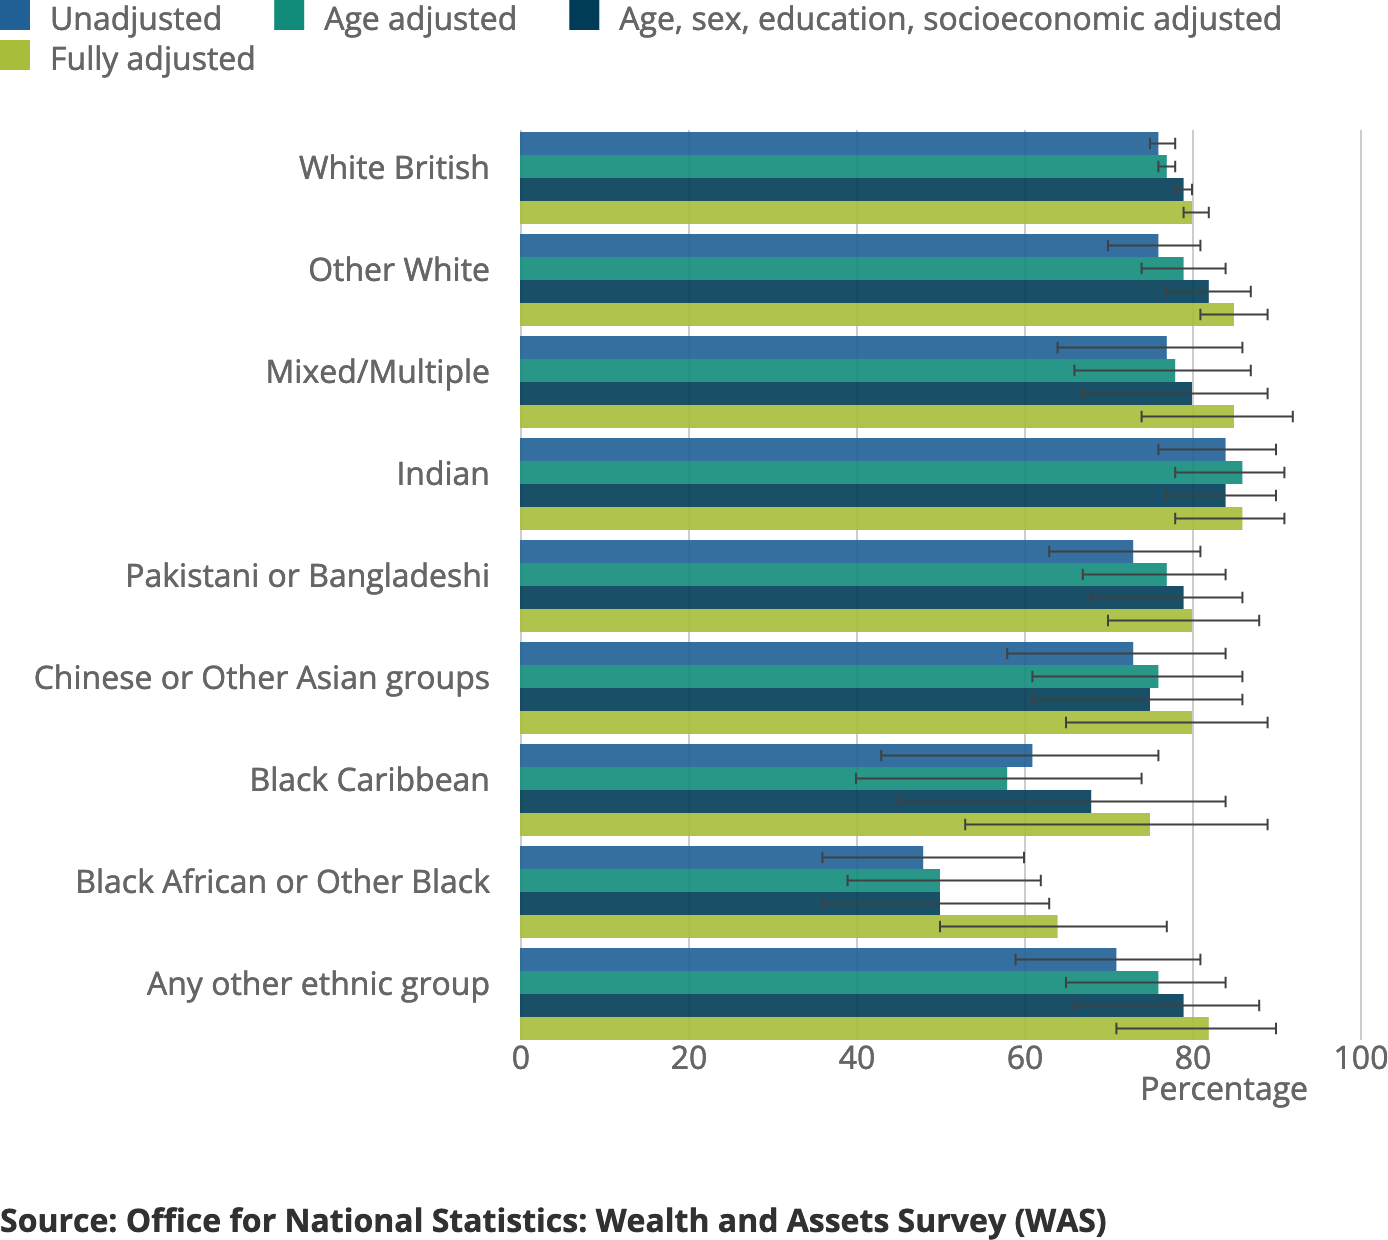 Unadjusted Age adjusted Age, sex, education, socioeconomic adjusted
Fully adjusted
White British
Other White
Mixed/Multiple
Indian
Pakistani or Bangladeshi
Chinese or Other Asian groups
Black Caribbean
Black African or Other Black
Any other ethnic group
0 20 40 60 80 100
Percentage
Source: Office for National Statistics: Wealth and Assets Survey (WAS)